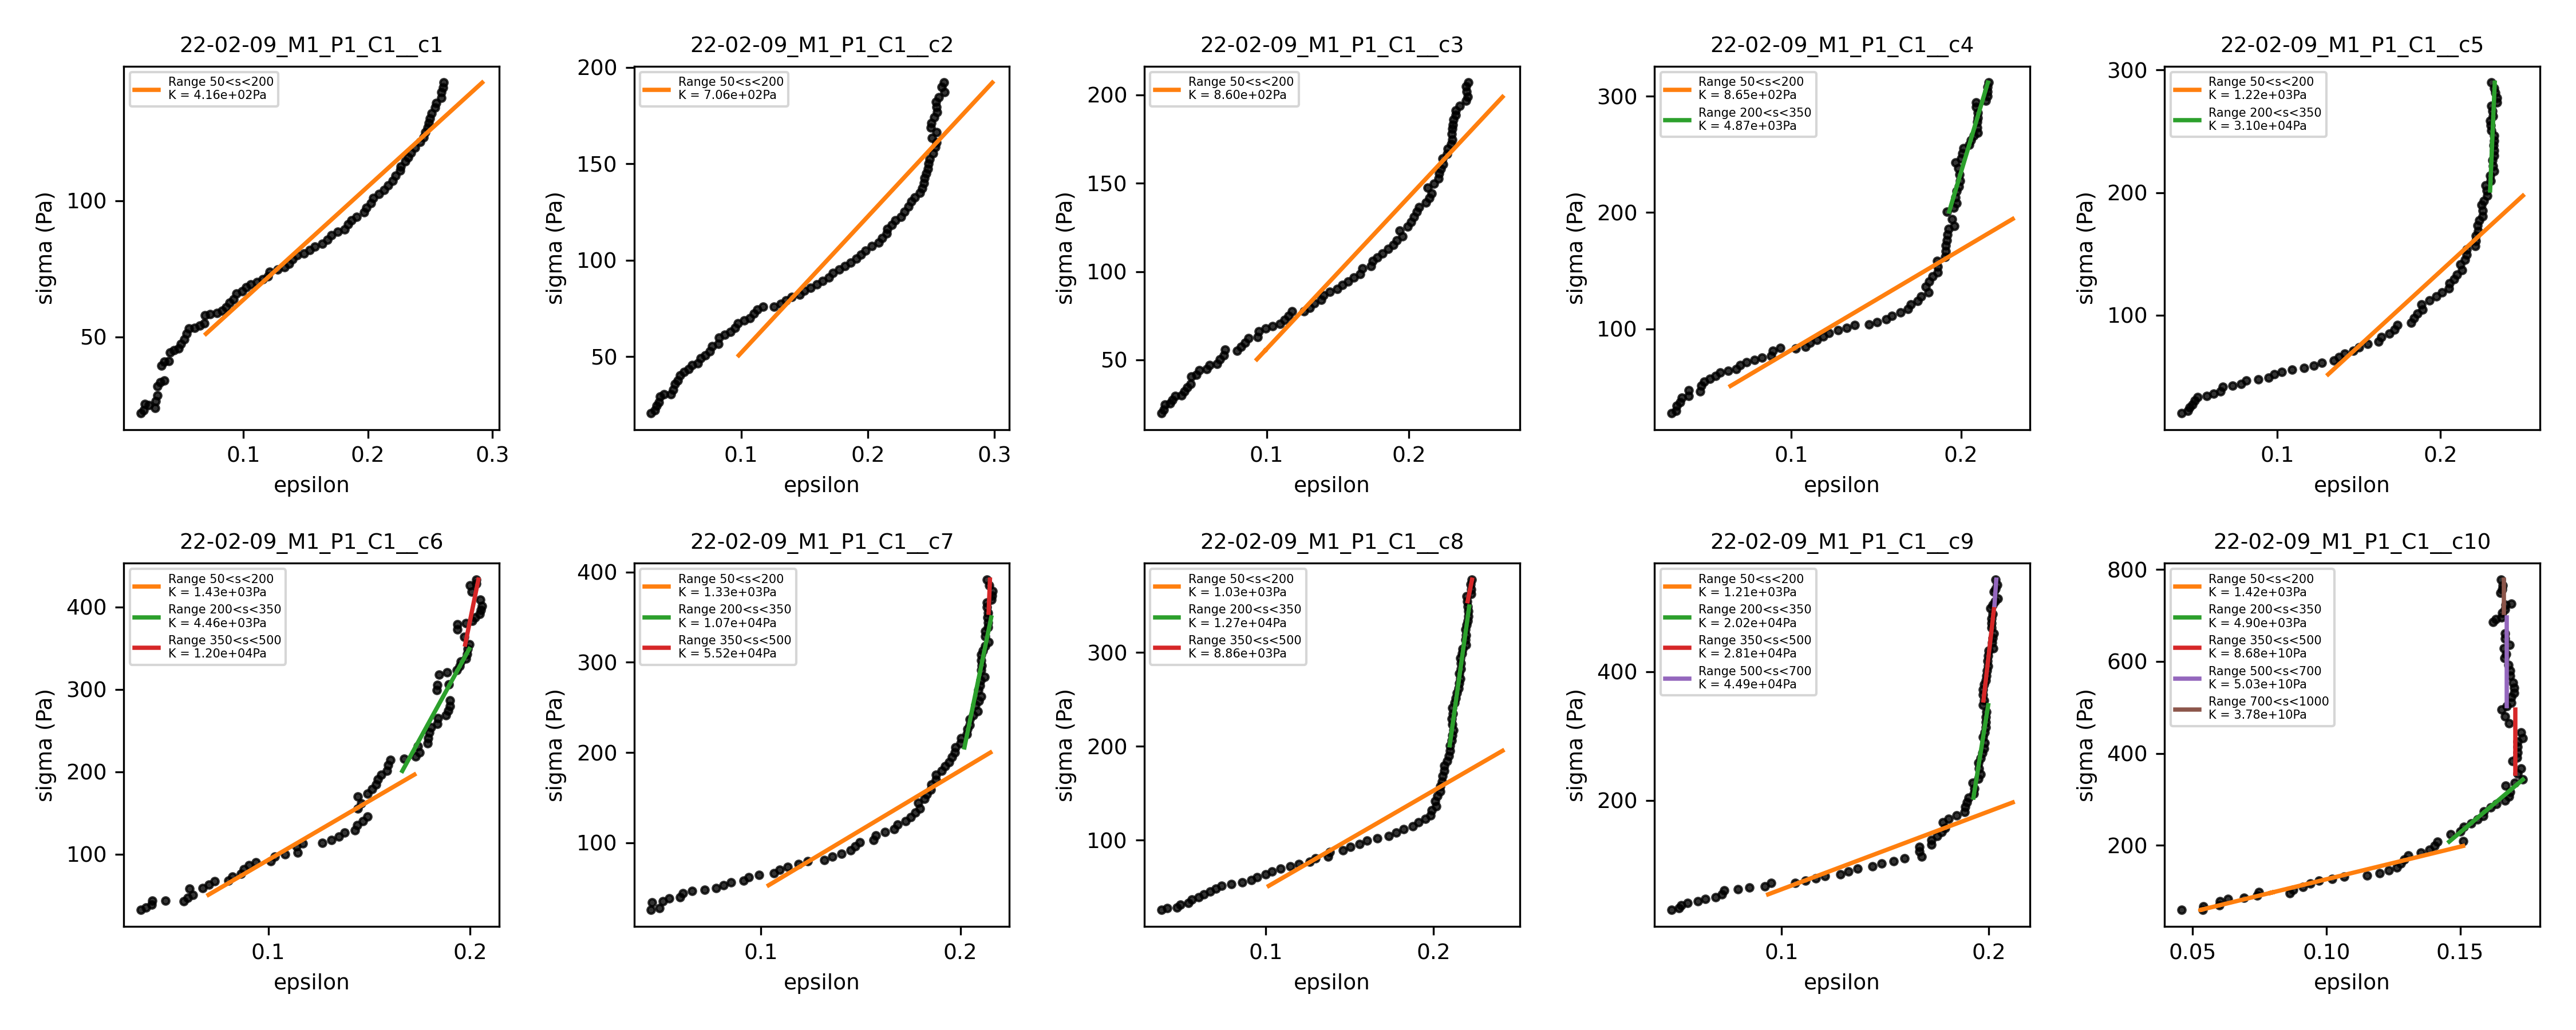 22-02-09_M1_P1_C1__c1
Range 50<s<200
K = 4.16e+02Pa
100
50
sigma (Pa)
0.1 0.2 0.3
epsilon
22-02-09_M1_P1_C1__c2
Range 50<s<200
K = 7.06e+02Pa
200
150
100
50
sigma (Pa)
0.1 0.2 0.3
epsilon
22-02-09_M1_P1_C1__c3
Range 50<s<200
K = 8.60e+02Pa
200
150
100
50
sigma (Pa)
0.1 0.2
epsilon
22-02-09_M1_P1_C1__c4
Range 50<s<200
K = 8.65e+02Pa
Range 200<s<350
K = 4.87e+03Pa
300
200
100
sigma (Pa)
0.1 0.2
epsilon
22-02-09_M1_P1_C1__c5
Range 50<s<200
K = 1.22e+03Pa
Range 200<s<350
K = 3.10e+04Pa
300
200
100
sigma (Pa)
0.1 0.2
epsilon
22-02-09_M1_P1_C1__c6
Range 50<s<200
K = 1.43e+03Pa
Range 200<s<350
K = 4.46e+03Pa
Range 350<s<500
K = 1.20e+04Pa
400
300
200
100
sigma (Pa)
0.1 0.2
epsilon
22-02-09_M1_P1_C1__c7
Range 50<s<200
K = 1.33e+03Pa
Range 200<s<350
K = 1.07e+04Pa
Range 350<s<500
K = 5.52e+04Pa
400
300
200
100
sigma (Pa)
0.1 0.2
epsilon
22-02-09_M1_P1_C1__c8
Range 50<s<200
K = 1.03e+03Pa
Range 200<s<350
K = 1.27e+04Pa
Range 350<s<500
K = 8.86e+03Pa
300
200
100
sigma (Pa)
0.1 0.2
epsilon
22-02-09_M1_P1_C1__c9
Range 50<s<200
K = 1.21e+03Pa
Range 200<s<350
K = 2.02e+04Pa
Range 350<s<500
K = 2.81e+04Pa
Range 500<s<700
K = 4.49e+04Pa
400
200
sigma (Pa)
0.1 0.2
epsilon
22-02-09_M1_P1_C1__c10
Range 50<s<200
K = 1.42e+03Pa
Range 200<s<350
K = 4.90e+03Pa
Range 350<s<500
K = 8.68e+10Pa
Range 500<s<700
K = 5.03e+10Pa
Range 700<s<1000
K = 3.78e+10Pa
800
600
400
200
sigma (Pa)
0.05 0.10 0.15
epsilon